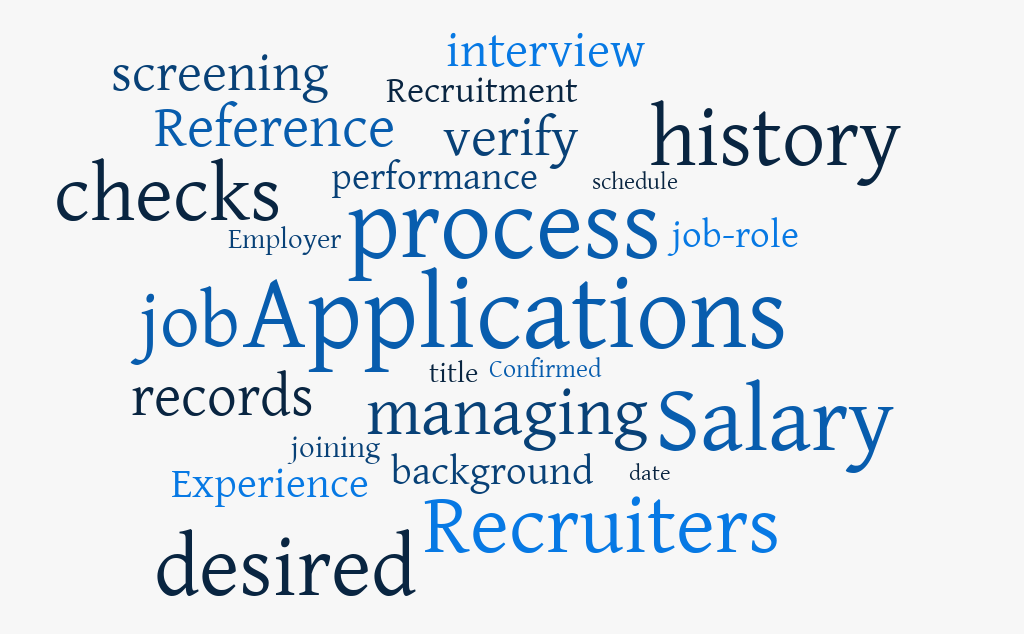 interview
screening
Recruitment
Reference
verify
history
performance
schedule
checks
process
job-role
Employer
job
Applications
title
Confirmed
records
managing
Salary
joining
background
date
Experience
Recruiters
desired